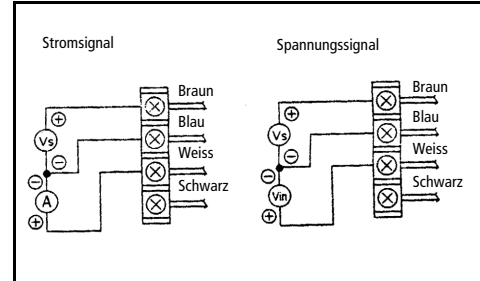 Stromsignal
Braun
Blau
Weiss
Schwarz
⊕
Vs
⊖
⊖
A
⊕
Spannungssignal
Braun
Blau
Weiss
Schwarz
⊕
Vs
⊖
⊖
Vin
⊕